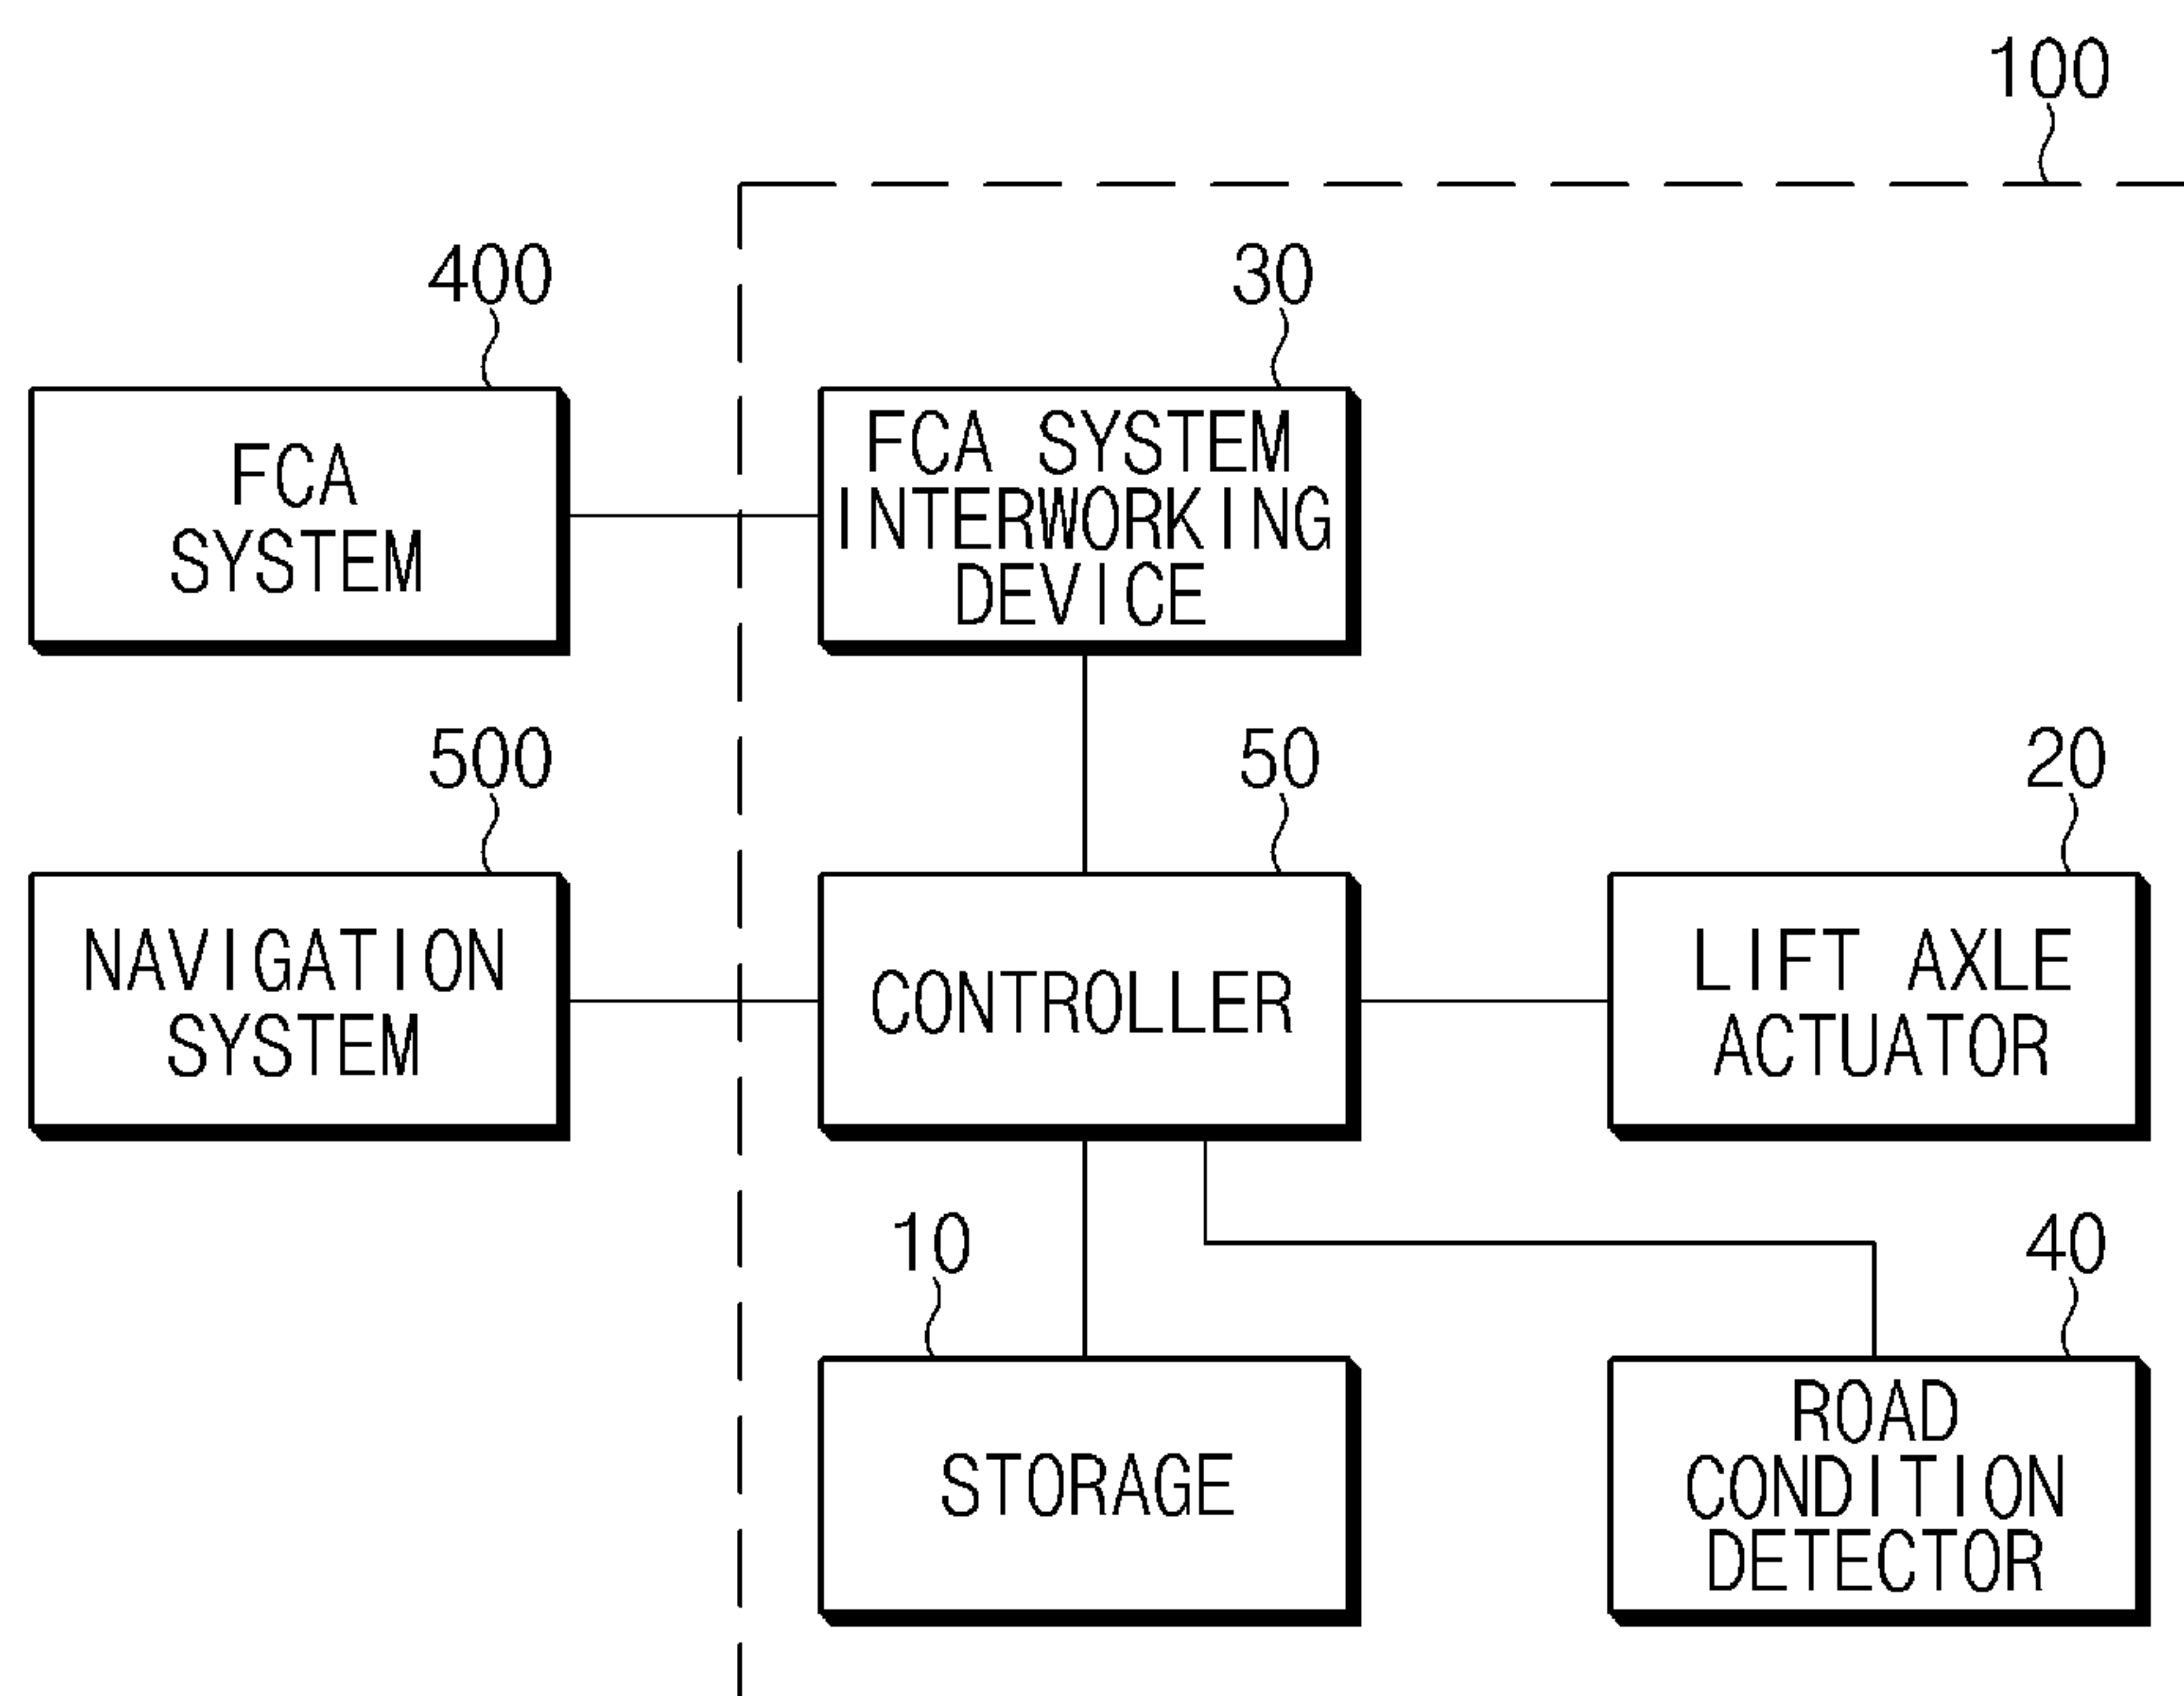 100
400
30
FCA
SYSTEM
FCA SYSTEM
INTERWORKING
DEVICE
500
50
20
NAVIGATION
SYSTEM
CONTROLLER
LIFT AXLE
ACTUATOR
10
40
STORAGE
ROAD
CONDITION
DETECTOR